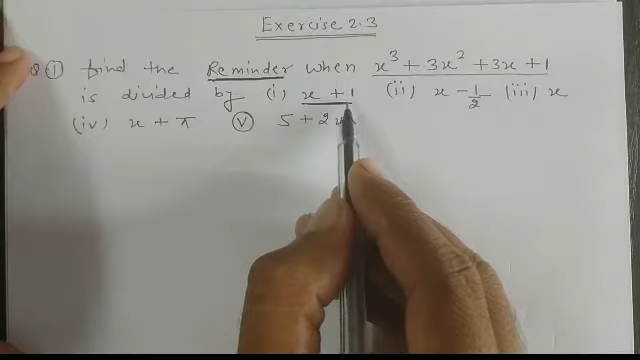 Exercise 2.3
Q① find the Reminder when x³ + 3x² + 3x + 1
is divided by (i) x + 1 (ii) x - 1/2 (iii) x
(iv) x + π Ⓥ 5 + 2x